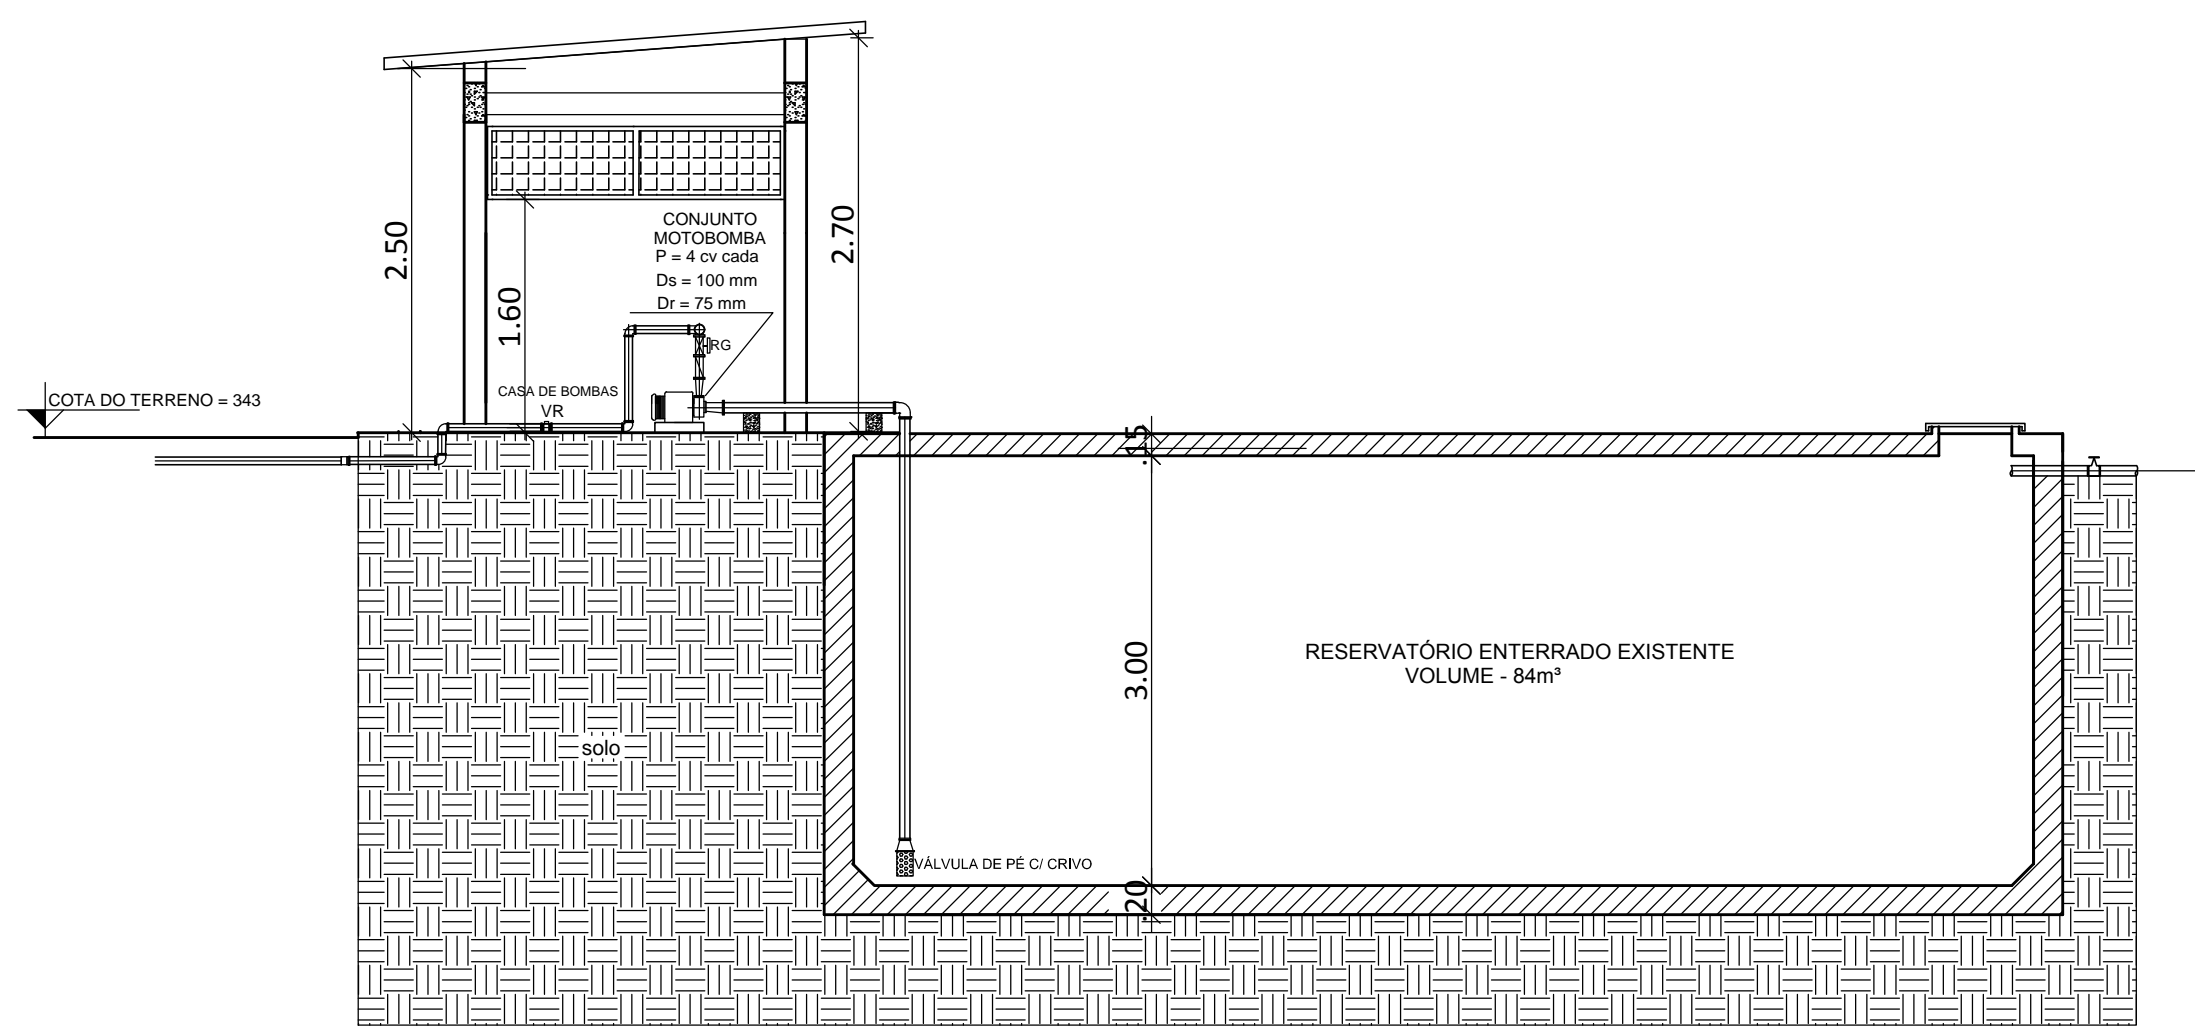 2.50
2.70
1.60
CONJUNTO
MOTOBOMBA
P = 4 cv cada
Ds = 100 mm
Dr = 75 mm
RG
CASA DE BOMBAS
VR
COTA DO TERRENO = 343
.15
3.00
RESERVATÓRIO ENTERRADO EXISTENTE
VOLUME - 84m³
solo
VÁLVULA DE PÉ C/ CRIVO
.20